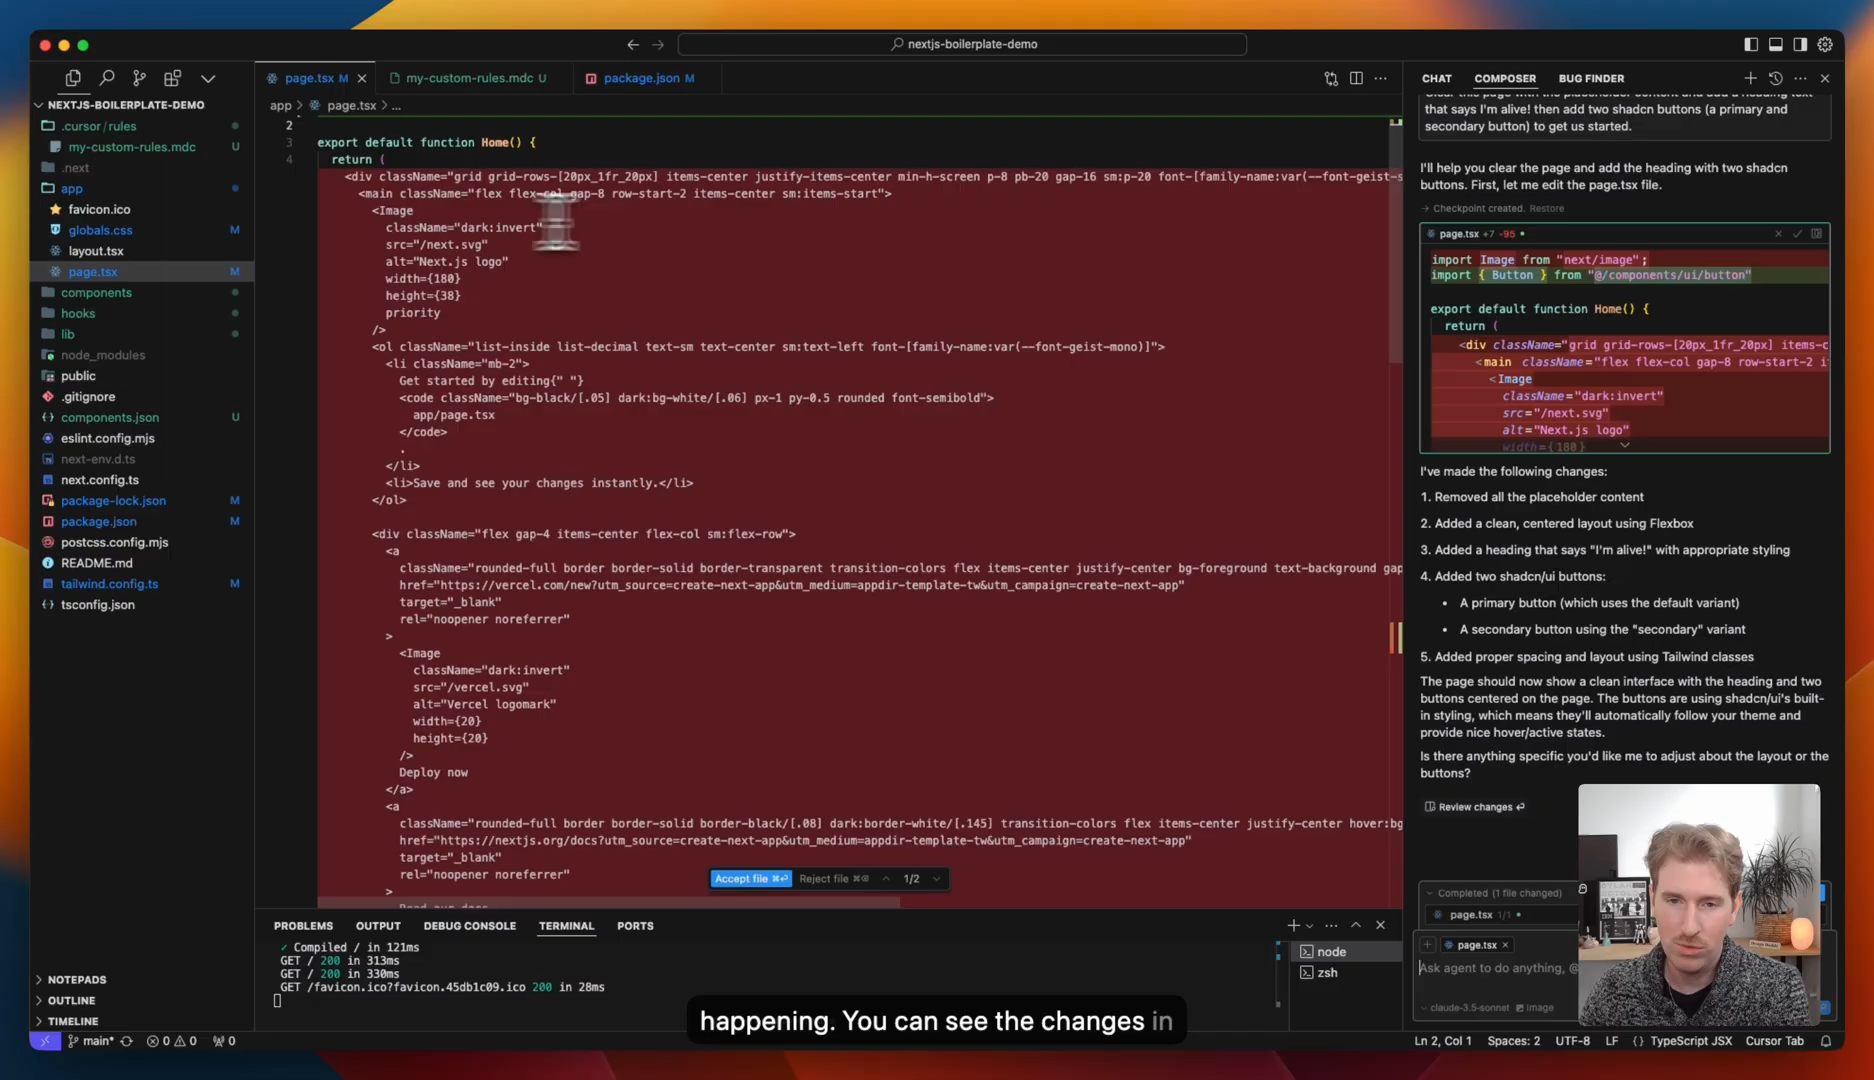 nextjs-boilerplate-demo
page.tsx M
my-custom-rules.mdc U
package.json M
CHAT
COMPOSER
BUG FINDER
NEXTJS-BOILERPLATE-DEMO
.cursor/rules
my-custom-rules.mdc U
.next
app
favicon.ico
globals.css M
layout.tsx
page.tsx M
components
hooks
lib
node_modules
public
.gitignore
components.json U
eslint.config.mjs
next-env.d.ts
next.config.ts
package-lock.json M
package.json M
postcss.config.mjs
README.md
tailwind.config.ts M
tsconfig.json
NOTEPADS
OUTLINE
TIMELINE
app > page.tsx > ...
2
3 export default function Home() {
4 return (
<div className="grid grid-rows-[20px_1fr_20px] items-center justify-items-center min-h-screen p-8 pb-20 gap-16 sm:p-20 font-[family-name:var(--font-geist-s
<main className="flex flex-col gap-8 row-start-2 items-center sm:items-start">
<Image
className="dark:invert"
src="/next.svg"
alt="Next.js logo"
width={180}
height={38}
priority
/>
<ol className="list-inside list-decimal text-sm text-center sm:text-left font-[family-name:var(--font-geist-mono)]">
<li className="mb-2">
Get started by editing{" "}
<code className="bg-black/[.05] dark:bg-white/[.06] px-1 py-0.5 rounded font-semibold">
app/page.tsx
</code>
.
</li>
<li>Save and see your changes instantly.</li>
</ol>
<div className="flex gap-4 items-center flex-col sm:flex-row">
<a
className="rounded-full border border-solid border-transparent transition-colors flex items-center justify-center bg-foreground text-background gap
href="https://vercel.com/new?utm_source=create-next-app&utm_medium=appdir-template-tw&utm_campaign=create-next-app"
target="_blank"
rel="noopener noreferrer"
>
<Image
className="dark:invert"
src="/vercel.svg"
alt="Vercel logomark"
width={20}
height={20}
/>
Deploy now
</a>
<a
className="rounded-full border border-solid border-black/[.08] dark:border-white/[.145] transition-colors flex items-center justify-center hover:bg
href="https://nextjs.org/docs?utm_source=create-next-app&utm_medium=appdir-template-tw&utm_campaign=create-next-app"
target="_blank"
rel="noopener noreferrer"
>
Accept file
Reject file
1/2
PROBLEMS
OUTPUT
DEBUG CONSOLE
TERMINAL
PORTS
✓ Compiled / in 121ms
GET / 200 in 313ms
GET / 200 in 330ms
GET /favicon.ico?favicon.45db1c09.ico 200 in 28ms
node
zsh
that says I'm alive! then add two shadcn buttons (a primary and
secondary button) to get us started.
I'll help you clear the page and add the heading with two shadcn
buttons. First, let me edit the page.tsx file.
Checkpoint created. Restore
page.tsx +7 -95
import Image from "next/image";
import { Button } from "@/components/ui/button"
export default function Home() {
return (
<div className="grid grid-rows-[20px_1fr_20px] items-c
<main className="flex flex-col gap-8 row-start-2 i
<Image
className="dark:invert"
src="/next.svg"
alt="Next.js logo"
width={180}
I've made the following changes:
1. Removed all the placeholder content
2. Added a clean, centered layout using Flexbox
3. Added a heading that says "I'm alive!" with appropriate styling
4. Added two shadcn/ui buttons:
• A primary button (which uses the default variant)
• A secondary button using the "secondary" variant
5. Added proper spacing and layout using Tailwind classes
The page should now show a clean interface with the heading and two
buttons centered on the page. The buttons are using shadcn/ui's built-
in styling, which means they'll automatically follow your theme and
provide nice hover/active states.
Is there anything specific you'd like me to adjust about the layout or the
buttons?
Review changes
Completed (1 file changed)
page.tsx 1/1
page.tsx
Ask agent to do anything, @
claude-3.5-sonnet
Image
happening. You can see the changes in
main*
0 0
0
Ln 2, Col 1
Spaces: 2
UTF-8
LF
{} TypeScript JSX
Cursor Tab